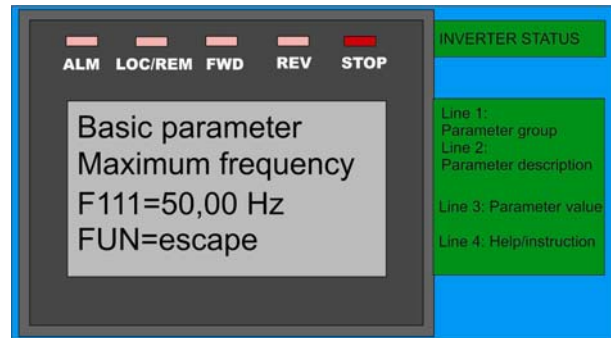 INVERTER STATUS
ALM LOC/REM FWD REV STOP
Basic parameter
Maximum frequency
F111=50,00 Hz
FUN=escape
Line 1:
Parameter group
Line 2:
Parameter description
Line 3: Parameter value
Line 4: Help/instruction